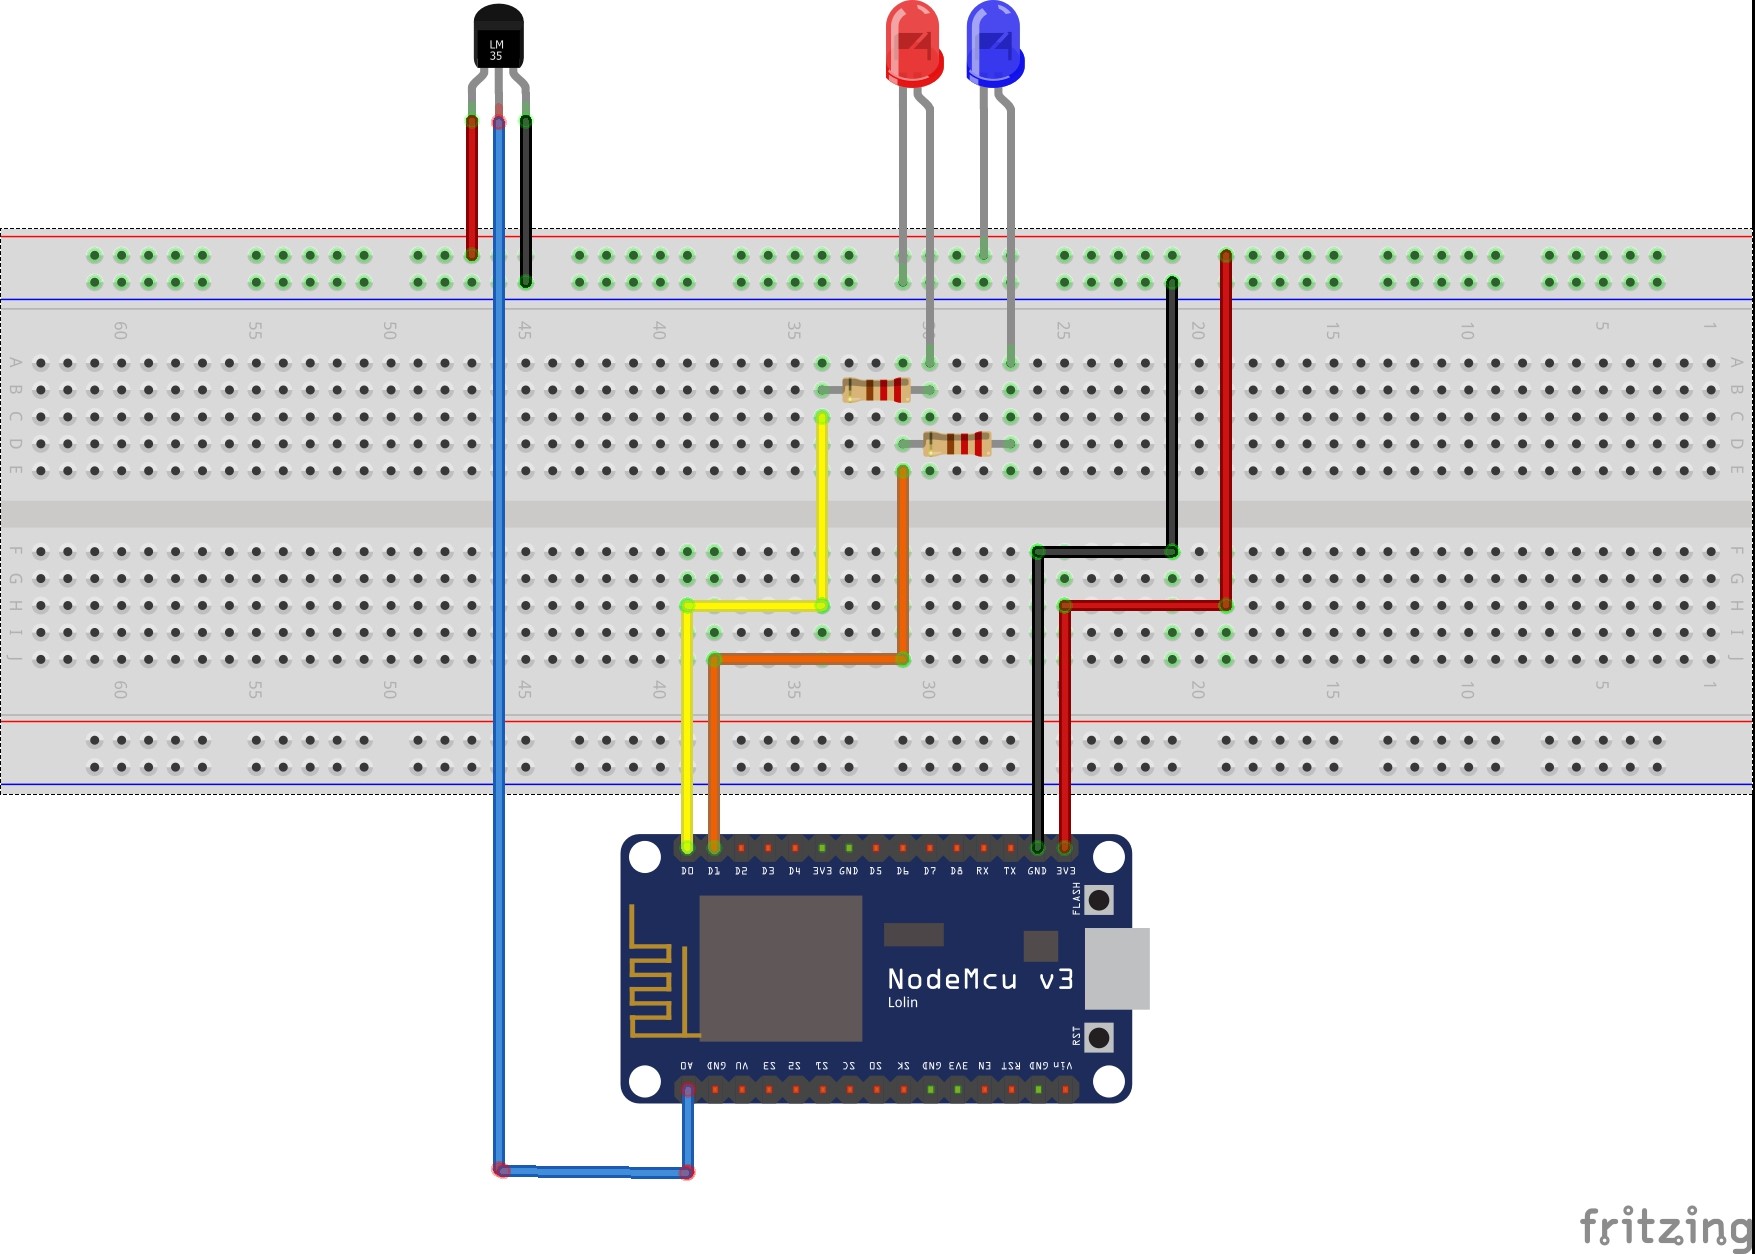 LM
35
60 55 50 45 40 35 30 25 20 15 10 5 1
A A
B B
C C
D D
E E
F F
G G
H H
I I
J J
60 55 50 45 40 35 30 20 15 10 5 1
D0 D1 D2 D3 D4 3V3 GND D5 D6 D7 D8 RX TX GND 3V3
FLASH
NodeMcu v3
Lolin
RST
A0 GND VU S3 S2 S1 SC SO SK GND 3V3 EN RST GND Vin
fritzing